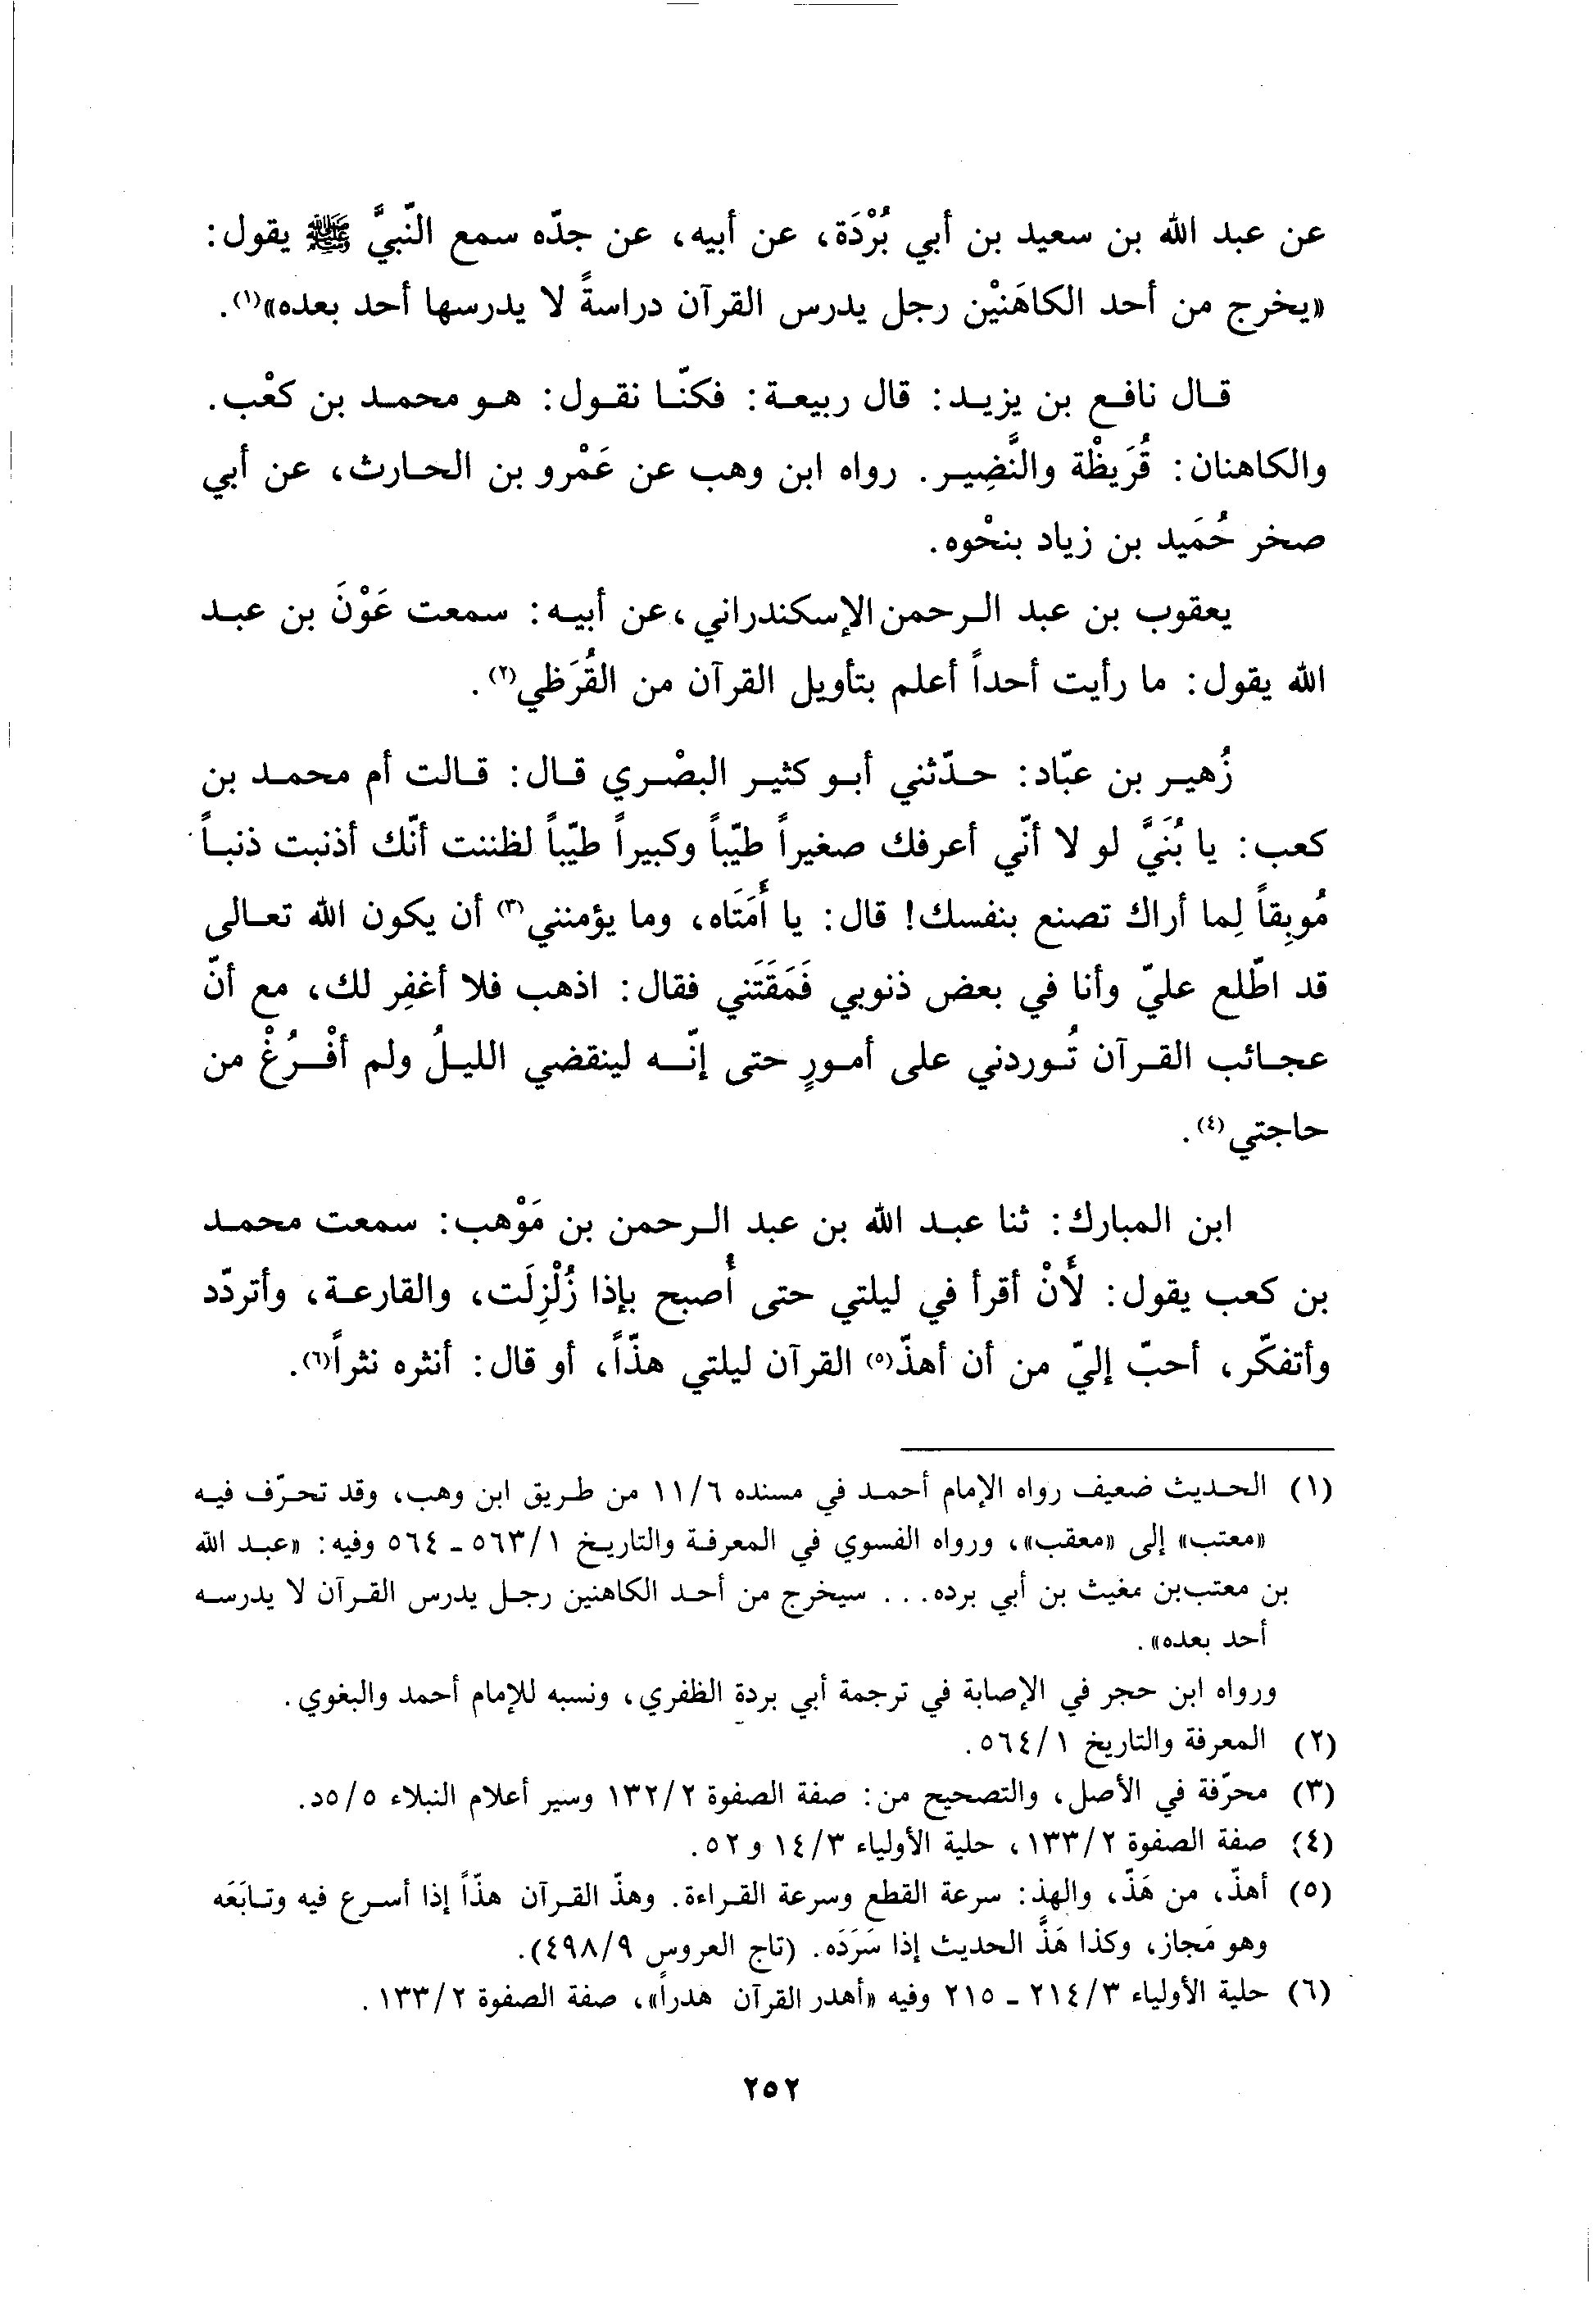 عن عبد الله بن سعيد بن أبي بُرْدَة، عن أبيه، عن جدّه سمع النّبيَّ ﷺ يقول:
«يخرج من أحد الكاهَنيْن رجل يدرس القرآن دراسةً لا يدرسها أحد بعده»(١).
قال نافع بن يزيد: قال ربيعة: فكنّا نقول: هو محمد بن كعْب.
والكاهنان: قُرَيظْة والنَّضِير. رواه ابن وهب عن عَمْرو بن الحارث، عن أبي
صخر حُمَيد بن زياد بنحْوه.
يعقوب بن عبد الرحمن الإسكندراني، عن أبيه: سمعت عَوْنَ بن عبد
الله يقول: ما رأيت أحداً أعلم بتأويل القرآن من القُرَظي(٢).
زُهير بن عبّاد: حدّثني أبو كثير البصْري قال: قالت أم محمد بن
كعب: يا بُنَيَّ لو لا أنّي أعرفك صغيراً طيّباً وكبيراً طيّباً لظننت أنّك أذنبت ذنباً
مُوبِقاً لِما أراك تصنع بنفسك! قال: يا أُمَتَاه، وما يؤمنني(٣) أن يكون الله تعالى
قد اطّلع عليّ وأنا في بعض ذنوبي فَمَقَتَني فقال: اذهب فلا أغفِر لك، مع أنّ
عجائب القرآن تُوردني على أمورٍ حتى إنّه لينقضي الليلُ ولم أفْرُغْ من
حاجتي(٤).
ابن المبارك: ثنا عبد الله بن عبد الرحمن بن مَوْهب: سمعت محمد
بن كعب يقول: لَأَنْ أقرأ في ليلتي حتى أُصبح بإذا زُلْزِلَت، والقارعة، وأتردّد
وأتفكّر، أحبّ إليّ من أن أهذّ(٥) القرآن ليلتي هذّاً، أو قال: أنثره نثراً(٦).
(١) الحديث ضعيف رواه الإمام أحمد في مسنده ١١/٦ من طريق ابن وهب، وقد تحرّف فيه
«معتب» إلى «معقب»، ورواه الفسوي في المعرفة والتاريخ ٥٦٣/١ ـ ٥٦٤ وفيه: «عبد الله
بن معتب بن مغيث بن أبي برده... سيخرج من أحد الكاهنين رجل يدرس القرآن لا يدرسه
أحد بعده».
ورواه ابن حجر في الإصابة في ترجمة أبي بردة الظفري، ونسبه للإمام أحمد والبغوي.
(٢) المعرفة والتاريخ ٥٦٤/١.
(٣) محرّفة في الأصل، والتصحيح من: صفة الصفوة ١٣٢/٢ وسير أعلام النبلاء ٥/٥د.
(٤) صفة الصفوة ١٣٣/٢، حلية الأولياء ١٤/٣ و ٥٢.
(٥) أهذّ، من هَذّ، والهذ: سرعة القطع وسرعة القراءة. وهذّ القرآن هذّاً إذا أسرع فيه وتابَعَه
وهو مَجاز، وكذا هَذَّ الحديث إذا سَرَدَه. (تاج العروس ٤٩٨/٩).
(٦) حلية الأولياء ٢١٤/٣ ـ ٢١٥ وفيه «أهدر القرآن هدراً»، صفة الصفوة ١٣٣/٢.
٢٥٢